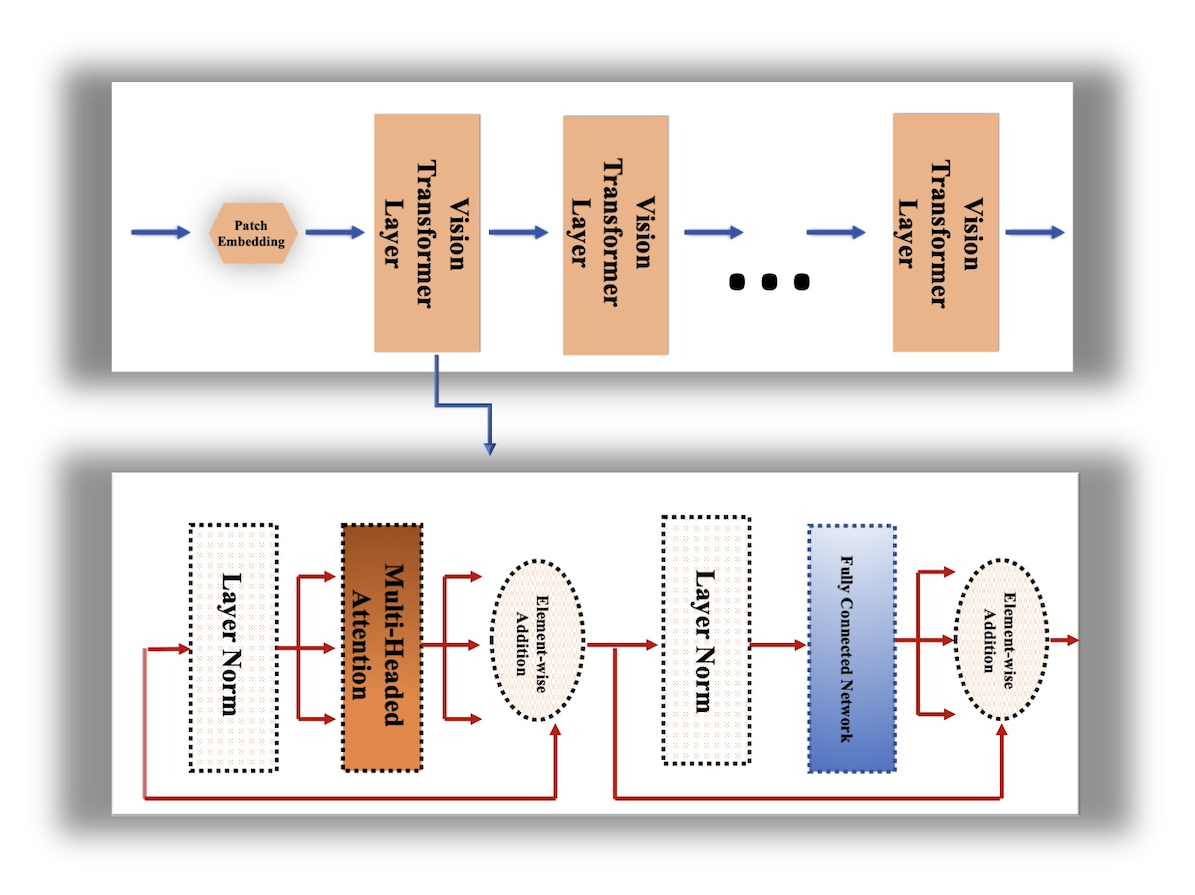 Patch
Embedding
Vision
Transformer
Layer
Vision
Transformer
Layer
Vision
Transformer
Layer
Layer Norm
Multi-Headed
Attention
Element-wise
Addition
Layer Norm
Fully Connected Network
Element-wise
Addition